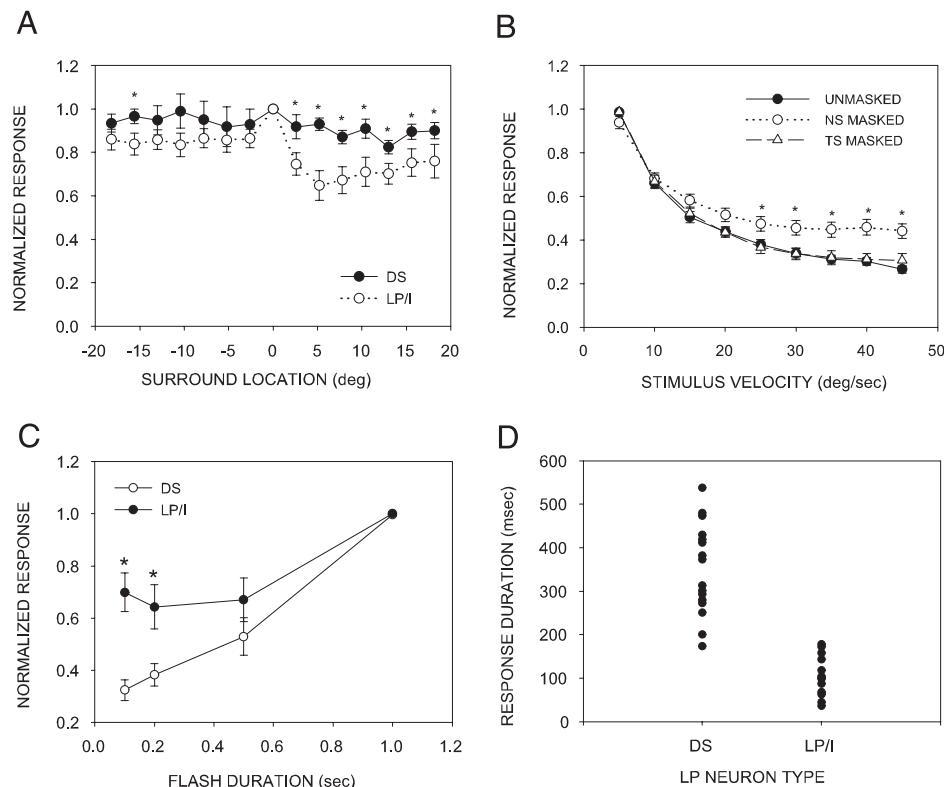 A
1.2
1.0
0.8
0.6
0.4
0.2
0.0
NORMALIZED RESPONSE
* * * * * * * *
DS
LP/I
-20 -15 -10 -5 0 5 10 15 20
SURROUND LOCATION (deg)
B
1.2
1.0
0.8
0.6
0.4
0.2
0.0
NORMALIZED RESPONSE
UNMASKED
NS MASKED
TS MASKED
* * * * *
0 10 20 30 40 50
STIMULUS VELOCITY (deg/sec)
C
1.2
1.0
0.8
0.6
0.4
0.2
NORMALIZED RESPONSE
DS
LP/I
* *
0.0 0.2 0.4 0.6 0.8 1.0 1.2
FLASH DURATION (sec)
D
600
500
400
300
200
100
0
RESPONSE DURATION (msec)
DS LP/I
LP NEURON TYPE